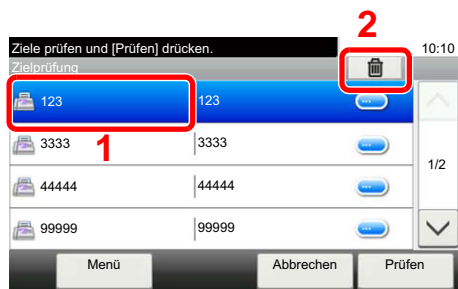 2
Ziele prüfen und [Prüfen] drücken. 10:10
Zielprüfung
123 123
1
3333 3333
1/2
44444 44444
99999 99999
Menü Abbrechen Prüfen